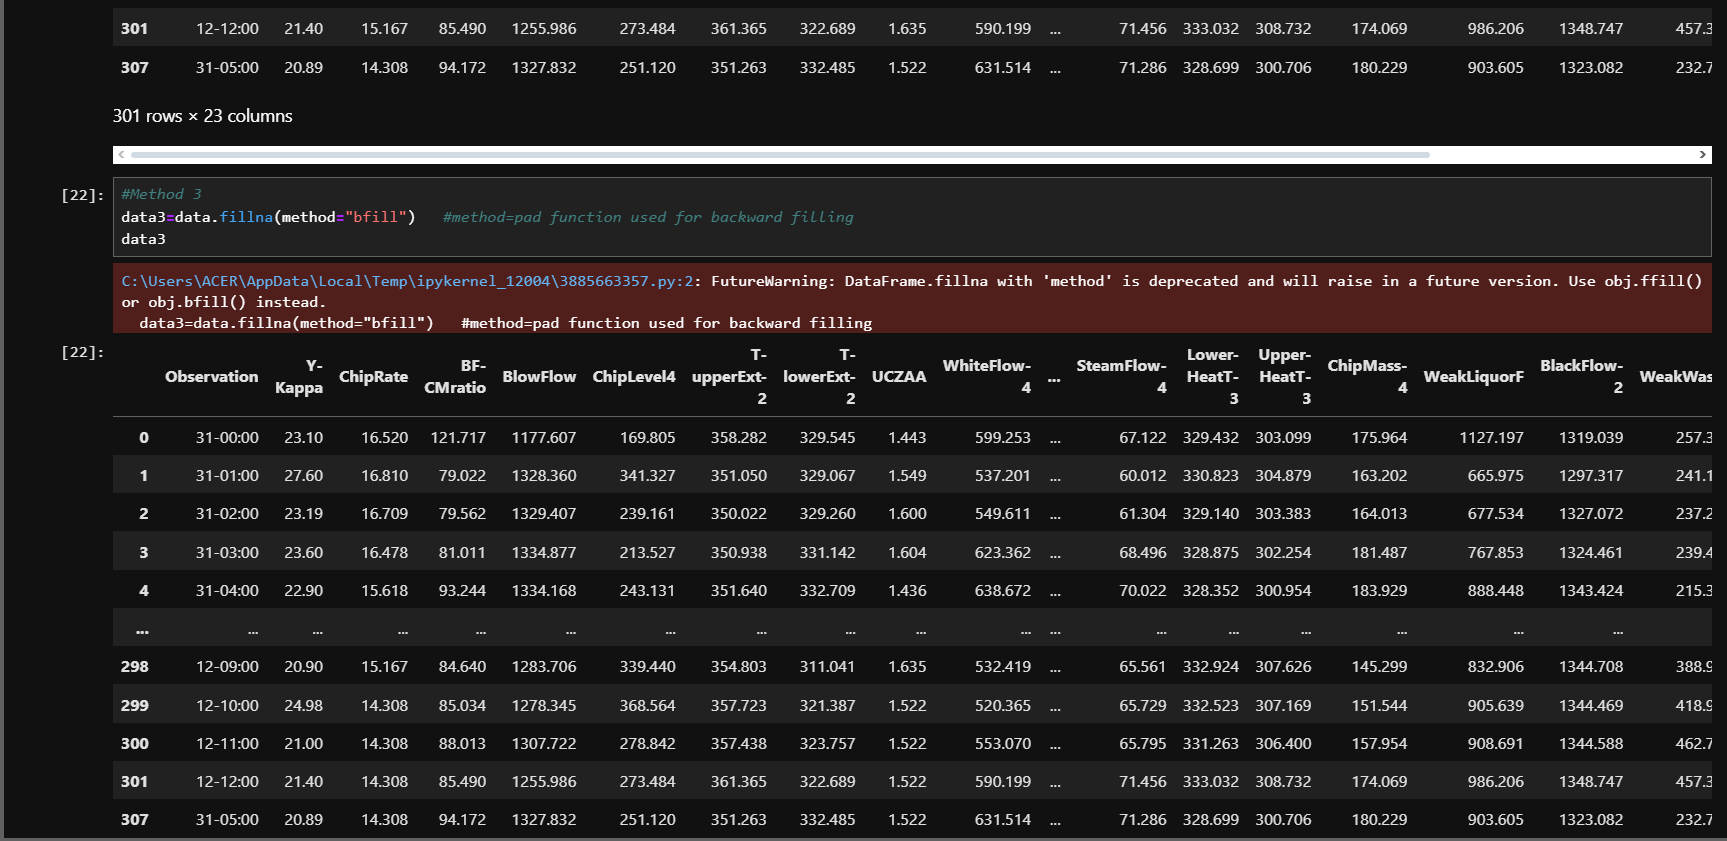 301 12-12:00 21.40 15.167 85.490 1255.986 273.484 361.365 322.689 1.635 590.199 ... 71.456 333.032 308.732 174.069 986.206 1348.747 457.3
307 31-05:00 20.89 14.308 94.172 1327.832 251.120 351.263 332.485 1.522 631.514 ... 71.286 328.699 300.706 180.229 903.605 1323.082 232.7
301 rows × 23 columns
[22]: #Method 3
data3=data.fillna(method="bfill") #method=pad function used for backward filling
data3
C:\Users\ACER\AppData\Local\Temp\ipykernel_12004\3885663357.py:2: FutureWarning: DataFrame.fillna with 'method' is deprecated and will raise in a future version. Use obj.ffill()
or obj.bfill() instead.
data3=data.fillna(method="bfill") #method=pad function used for backward filling
[22]:
Observation Y-Kappa ChipRate BF-CMratio BlowFlow ChipLevel4 T-upperExt-2 T-lowerExt-2 UCZAA WhiteFlow-4 ... SteamFlow-4 Lower-HeatT-3 Upper-HeatT-3 ChipMass-4 WeakLiquorF BlackFlow-2 WeakWas
0 31-00:00 23.10 16.520 121.717 1177.607 169.805 358.282 329.545 1.443 599.253 ... 67.122 329.432 303.099 175.964 1127.197 1319.039 257.3
1 31-01:00 27.60 16.810 79.022 1328.360 341.327 351.050 329.067 1.549 537.201 ... 60.012 330.823 304.879 163.202 665.975 1297.317 241.1
2 31-02:00 23.19 16.709 79.562 1329.407 239.161 350.022 329.260 1.600 549.611 ... 61.304 329.140 303.383 164.013 677.534 1327.072 237.2
3 31-03:00 23.60 16.478 81.011 1334.877 213.527 350.938 331.142 1.604 623.362 ... 68.496 328.875 302.254 181.487 767.853 1324.461 239.4
4 31-04:00 22.90 15.618 93.244 1334.168 243.131 351.640 332.709 1.436 638.672 ... 70.022 328.352 300.954 183.929 888.448 1343.424 215.3
... ... ... ... ... ... ... ... ... ... ... ... ... ... ... ... ... ...
298 12-09:00 20.90 15.167 84.640 1283.706 339.440 354.803 311.041 1.635 532.419 ... 65.561 332.924 307.626 145.299 832.906 1344.708 388.9
299 12-10:00 24.98 14.308 85.034 1278.345 368.564 357.723 321.387 1.522 520.365 ... 65.729 332.523 307.169 151.544 905.639 1344.469 418.9
300 12-11:00 21.00 14.308 88.013 1307.722 278.842 357.438 323.757 1.522 553.070 ... 65.795 331.263 306.400 157.954 908.691 1344.588 462.7
301 12-12:00 21.40 14.308 85.490 1255.986 273.484 361.365 322.689 1.522 590.199 ... 71.456 333.032 308.732 174.069 986.206 1348.747 457.3
307 31-05:00 20.89 14.308 94.172 1327.832 251.120 351.263 332.485 1.522 631.514 ... 71.286 328.699 300.706 180.229 903.605 1323.082 232.7